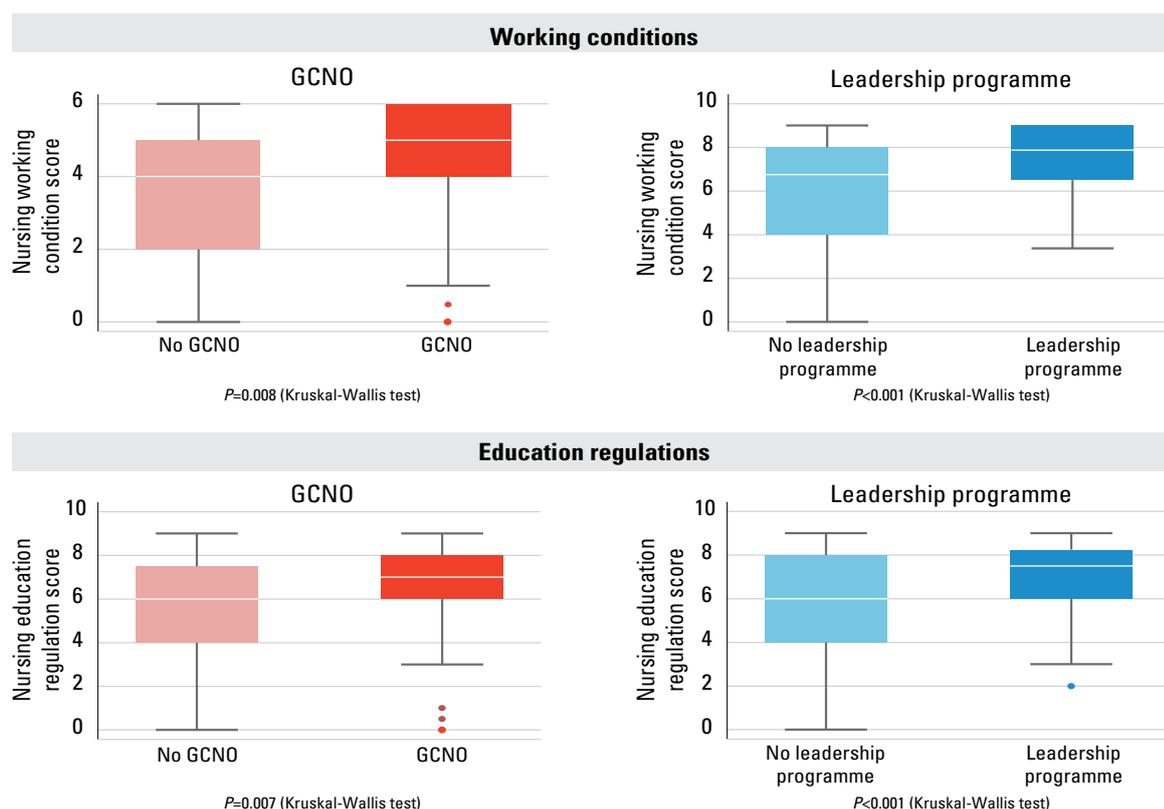 Working conditions
GCNO
Nursing working
condition score
6
4
2
0
No GCNO
GCNO
P=0.008 (Kruskal-Wallis test)
Leadership programme
Nursing working
condition score
10
8
6
4
2
0
No leadership
programme
Leadership
programme
P<0.001 (Kruskal-Wallis test)
Education regulations
GCNO
Nursing education
regulation score
10
8
6
4
2
0
No GCNO
GCNO
P=0.007 (Kruskal-Wallis test)
Leadership programme
Nursing education
regulation score
10
8
6
4
2
0
No leadership
programme
Leadership
programme
P<0.001 (Kruskal-Wallis test)